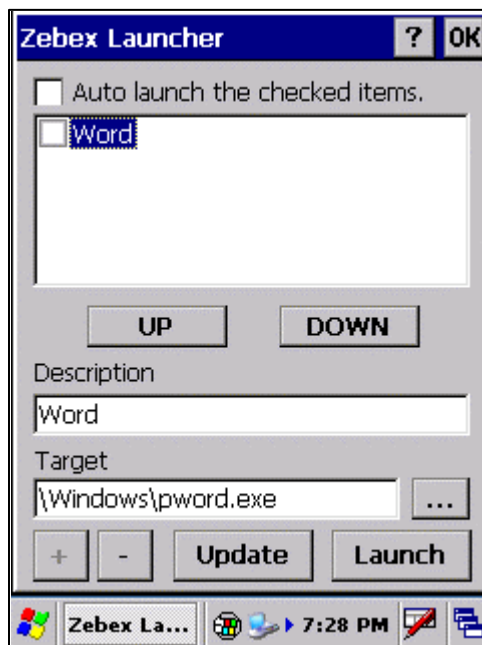 Zebex Launcher ? OK
Auto launch the checked items.
Word
UP DOWN
Description
Word
Target
\Windows\pword.exe ...
+ - Update Launch
Zebex La... 7:28 PM